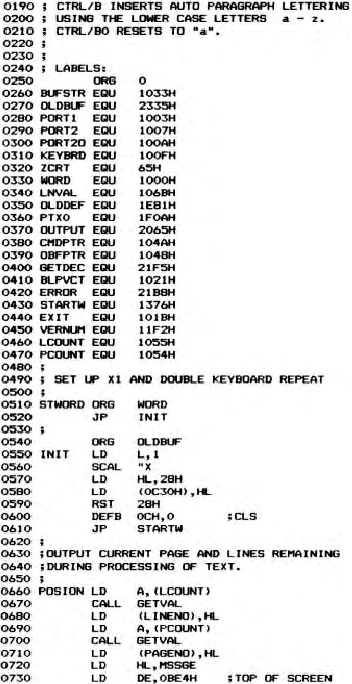 0190 ; CTRL/B INSERTS AUTO PARAGRAPH LETTERING
0200 ; USING THE LOWER CASE LETTERS  a - z.
0210 ; CTRL/B0 RESETS TO "a".
0220 ;
0230 ;
0240 ; LABELS:
0250        ORG    0
0260 BUFSTR EQU    1033H
0270 OLDBUF EQU    2335H
0280 PORT1  EQU    1003H
0290 PORT2  EQU    1007H
0300 PORT20 EQU    100AH
0310 KEYBRD EQU    100FH
0320 ZCRT   EQU    65H
0330 WORD   EQU    1000H
0340 LNVAL  EQU    106BH
0350 OLDDEF EQU    1E81H
0360 PTX0   EQU    1F0AH
0370 OUTPUT EQU    2065H
0380 CMDPTR EQU    104AH
0390 OBFPTR EQU    1048H
0400 GETDEC EQU    21F5H
0410 BLPVCT EQU    1021H
0420 ERROR  EQU    21B8H
0430 STARTW EQU    1376H
0440 EXIT   EQU    101BH
0450 VERNUM EQU    11F2H
0460 LCOUNT EQU    1055H
0470 PCOUNT EQU    1054H
0480 ;
0490 ; SET UP X1 AND DOUBLE KEYBOARD REPEAT
0500 ;
0510 STWORD ORG    WORD
0520        JP     INIT
0530 ;
0540        ORG    OLDBUF
0550 INIT   LD     L,1
0560        SCAL   "X
0570        LD     HL,28H
0580        LD     (0C30H),HL
0590        RST    28H
0600        DEFB   0CH,0     ;CLS
0610        JP     STARTW
0620 ;
0630 ;OUTPUT CURRENT PAGE AND LINES REMAINING
0640 ;DURING PROCESSING OF TEXT.
0650 ;
0660 POSION LD     A,(LCOUNT)
0670        CALL   GETVAL
0680        LD     (LINENO),HL
0690        LD     A,(PCOUNT)
0700        CALL   GETVAL
0710        LD     (PAGENO),HL
0720        LD     HL,MSSGE
0730        LD     DE,0BE4H  ;TOP OF SCREEN